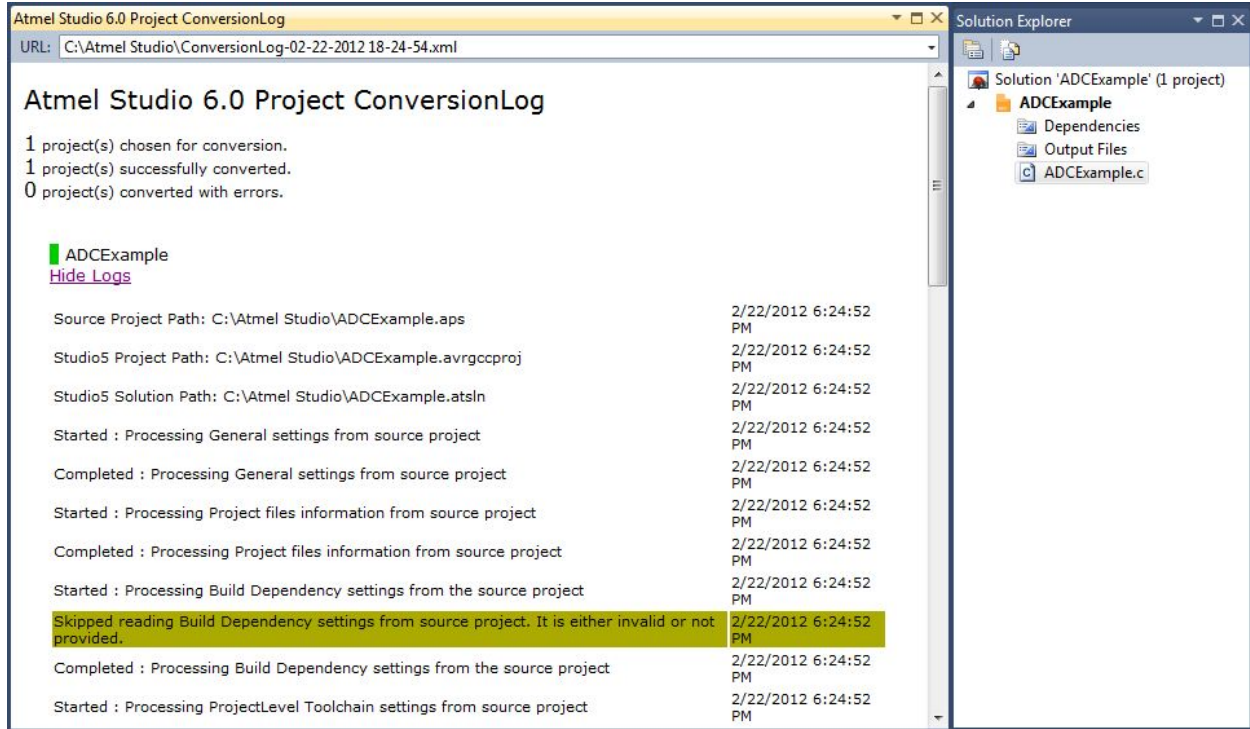 Atmel Studio 6.0 Project ConversionLog
URL: C:\Atmel Studio\ConversionLog-02-22-2012 18-24-54.xml
Atmel Studio 6.0 Project ConversionLog
1 project(s) chosen for conversion.
1 project(s) successfully converted.
0 project(s) converted with errors.
ADCExample
Hide Logs
Source Project Path: C:\Atmel Studio\ADCExample.aps 2/22/2012 6:24:52
PM
Studio5 Project Path: C:\Atmel Studio\ADCExample.avrgccproj 2/22/2012 6:24:52
PM
Studio5 Solution Path: C:\Atmel Studio\ADCExample.atsln 2/22/2012 6:24:52
PM
Started : Processing General settings from source project 2/22/2012 6:24:52
PM
Completed : Processing General settings from source project 2/22/2012 6:24:52
PM
Started : Processing Project files information from source project 2/22/2012 6:24:52
PM
Completed : Processing Project files information from source project 2/22/2012 6:24:52
PM
Started : Processing Build Dependency settings from the source project 2/22/2012 6:24:52
PM
Skipped reading Build Dependency settings from source project. It is either invalid or not 2/22/2012 6:24:52
provided. PM
Completed : Processing Build Dependency settings from the source project 2/22/2012 6:24:52
PM
Started : Processing ProjectLevel Toolchain settings from source project 2/22/2012 6:24:52
PM
Solution Explorer
Solution 'ADCExample' (1 project)
ADCExample
Dependencies
Output Files
ADCExample.c